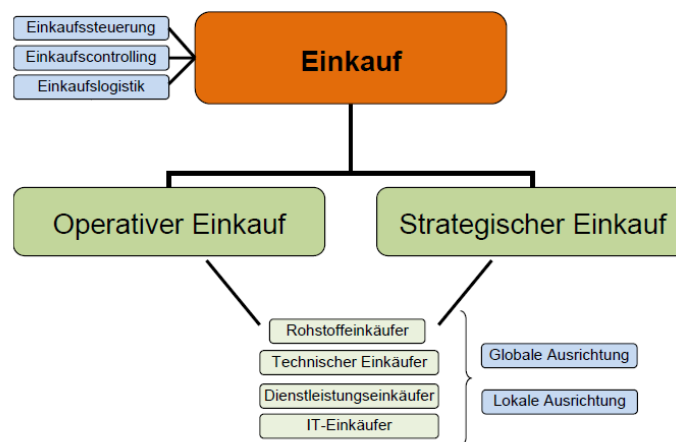 Einkaufssteuerung
Einkaufscontrolling
Einkaufslogistik
Einkauf
Operativer Einkauf
Strategischer Einkauf
Rohstoffeinkäufer
Technischer Einkäufer
Dienstleistungseinkäufer
IT-Einkäufer
Globale Ausrichtung
Lokale Ausrichtung